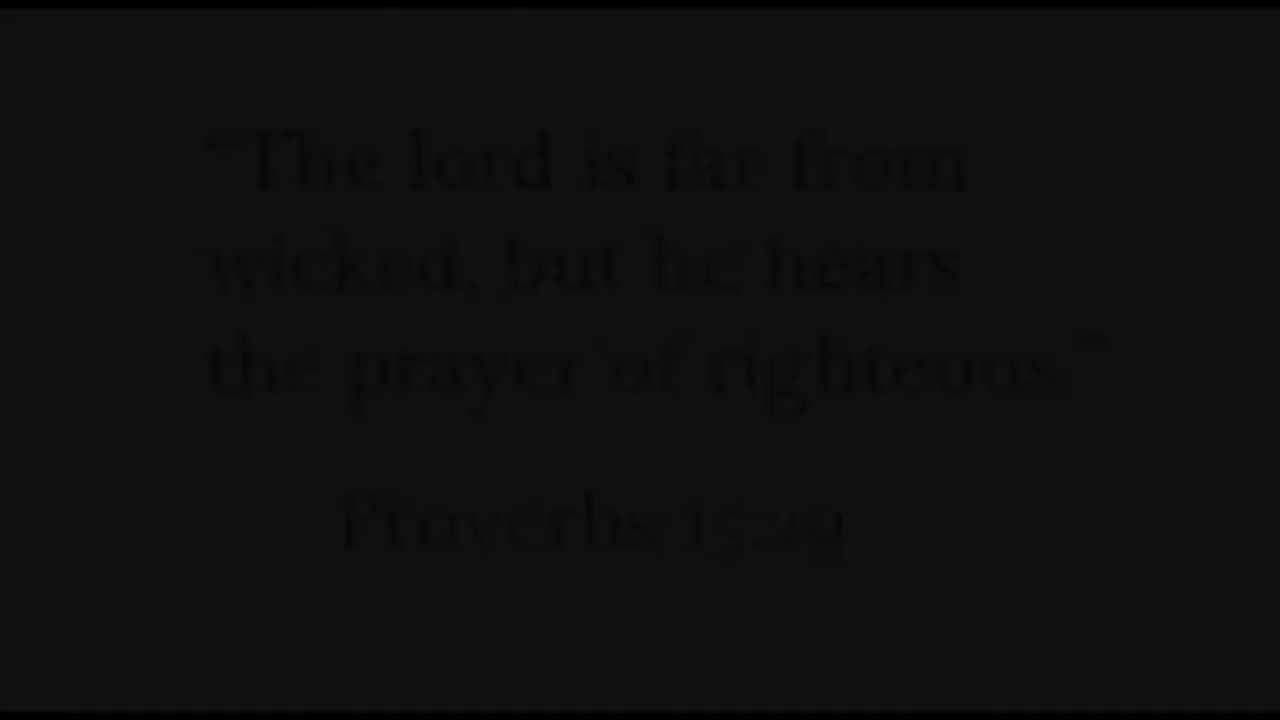 “The lord is far from
wicked, but he hears
the prayer of righteous.”
Proverbs 15:29